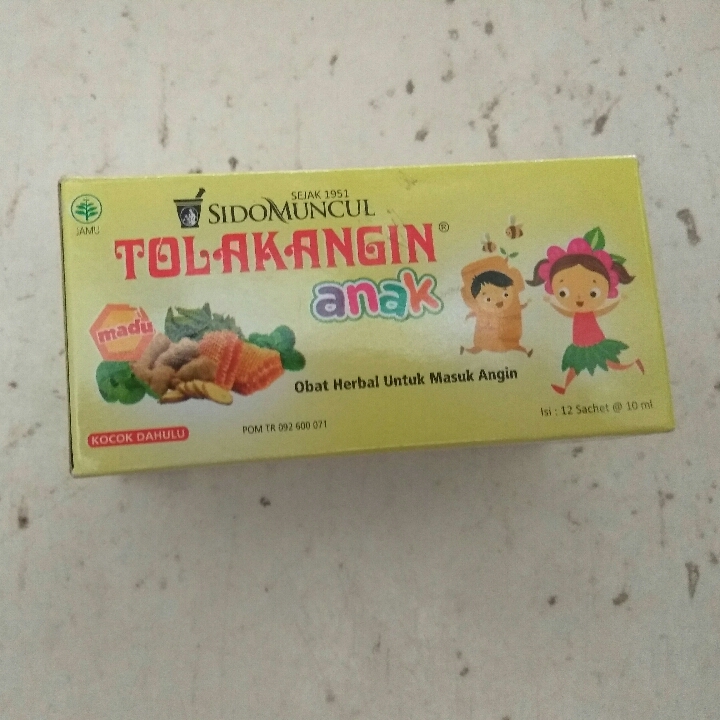 JAMU
SEJAK 1951
SIDOMUNCUL
TOLAKANGIN®
anak
madu
Obat Herbal Untuk Masuk Angin
Isi : 12 Sachet @ 10 ml
KOCOK DAHULU
POM TR 092 600 071